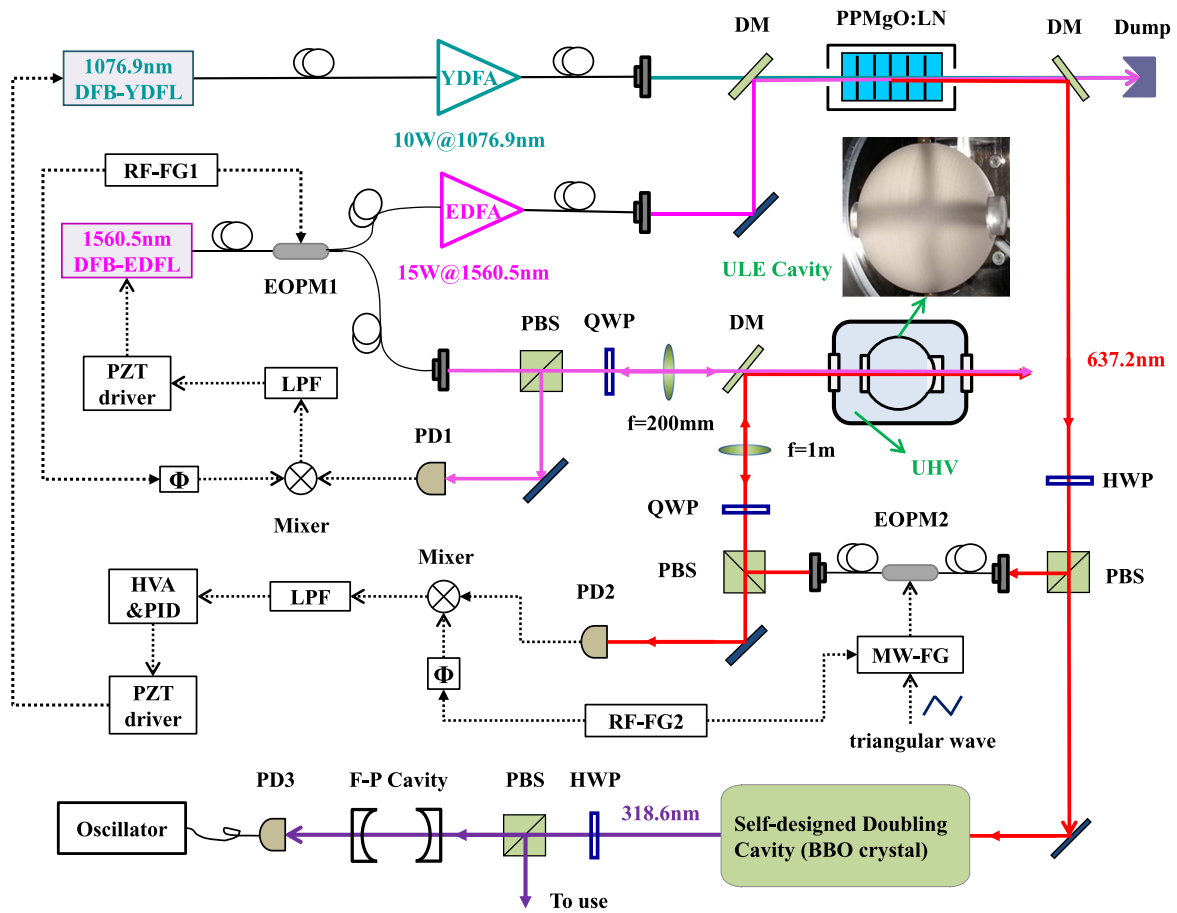 DM
PPMgO:LN
DM
Dump
1076.9nm
DFB-YDFL
YDFA
10W@1076.9nm
RF-FG1
EDFA
1560.5nm
DFB-EDFL
EOPM1
15W@1560.5nm
ULE Cavity
PBS
QWP
DM
637.2nm
PZT
driver
LPF
f=200mm
PD1
f=1m
UHV
Φ
Mixer
HWP
QWP
EOPM2
HVA
&PID
LPF
Mixer
PD2
PBS
PBS
Φ
MW-FG
PZT
driver
RF-FG2
triangular wave
PD3
F-P Cavity
PBS
HWP
318.6nm
Oscillator
Self-designed Doubling
Cavity (BBO crystal)
To use